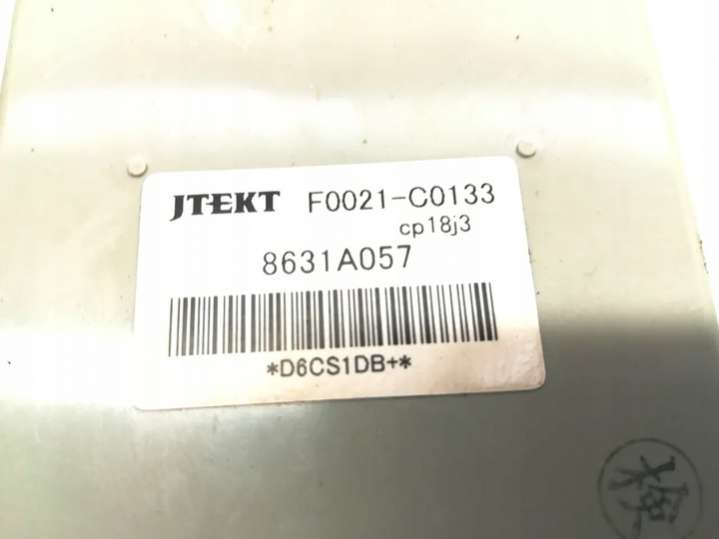 JTEKT F0021-C0133
cp18j3
8631A057
*D6CS1DB+*